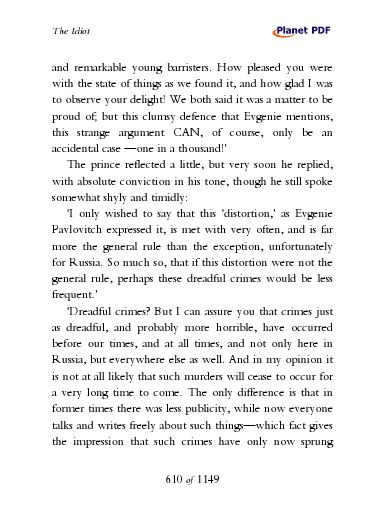 The Idiot
Planet PDF
and remarkable young barristers. How pleased you were
with the state of things as we found it, and how glad I was
to observe your delight! We both said it was a matter to be
proud of; but this clumsy defence that Evgenie mentions,
this strange argument CAN, of course, only be an
accidental case —one in a thousand!'
The prince reflected a little, but very soon he replied,
with absolute conviction in his tone, though he still spoke
somewhat shyly and timidly:
'I only wished to say that this 'distortion,' as Evgenie
Pavlovitch expressed it, is met with very often, and is far
more the general rule than the exception, unfortunately
for Russia. So much so, that if this distortion were not the
general rule, perhaps these dreadful crimes would be less
frequent.'
'Dreadful crimes? But I can assure you that crimes just
as dreadful, and probably more horrible, have occurred
before our times, and at all times, and not only here in
Russia, but everywhere else as well. And in my opinion it
is not at all likely that such murders will cease to occur for
a very long time to come. The only difference is that in
former times there was less publicity, while now everyone
talks and writes freely about such things—which fact gives
the impression that such crimes have only now sprung
610 of 1149